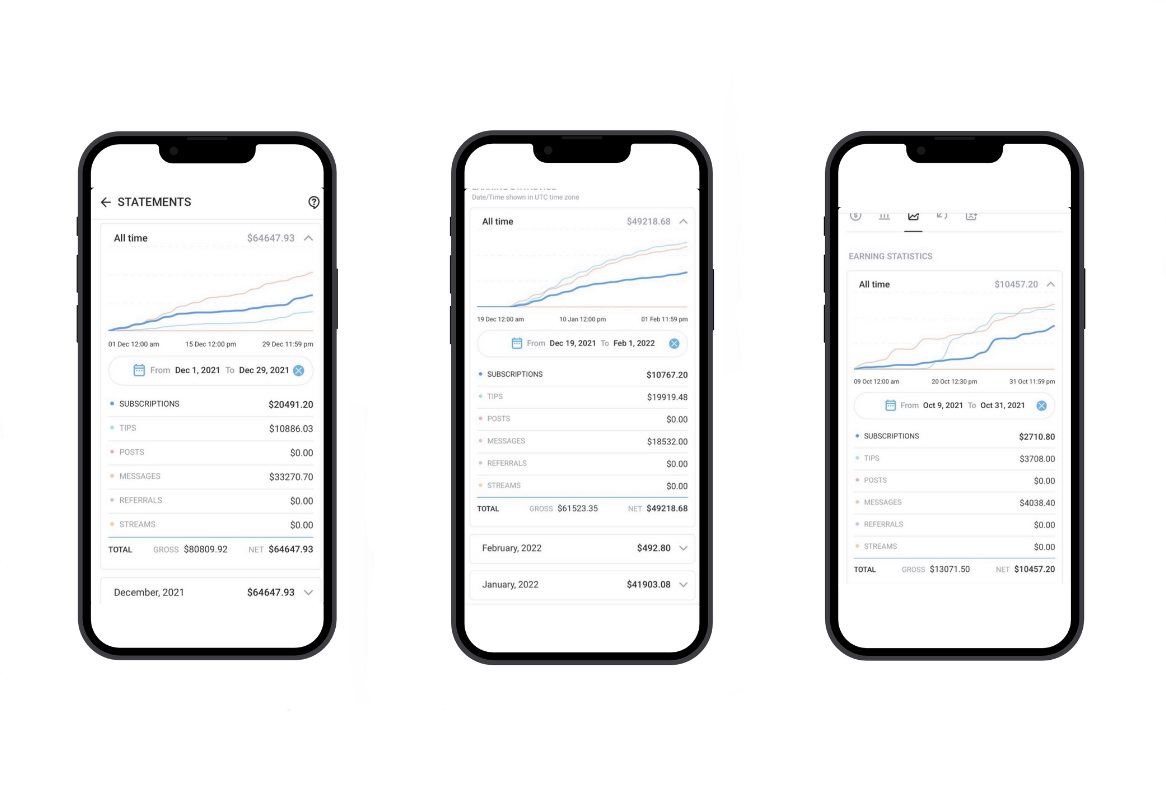 STATEMENTS
All time $64647.93
01 Dec 12:00 am 15 Dec 12:00 pm 29 Dec 11:59 pm
From Dec 1, 2021 To Dec 29, 2021
SUBSCRIPTIONS $20491.20
TIPS $10886.03
POSTS $0.00
MESSAGES $33270.70
REFERRALS $0.00
STREAMS $0.00
TOTAL GROSS $80809.92 NET $64647.93
December, 2021 $64647.93
EARNING STATISTICS
Date/Time shown in UTC time zone
All time $49218.68
19 Dec 12:00 am 10 Jan 12:00 pm 01 Feb 11:59 pm
From Dec 19, 2021 To Feb 1, 2022
SUBSCRIPTIONS $10767.20
TIPS $19919.48
POSTS $0.00
MESSAGES $18532.00
REFERRALS $0.00
STREAMS $0.00
TOTAL GROSS $61523.35 NET $49218.68
February, 2022 $492.80
January, 2022 $41903.08
EARNING STATISTICS
All time $10457.20
09 Oct 12:00 am 20 Oct 12:30 pm 31 Oct 11:59 pm
From Oct 9, 2021 To Oct 31, 2021
SUBSCRIPTIONS $2710.80
TIPS $3708.00
POSTS $0.00
MESSAGES $4038.40
REFERRALS $0.00
STREAMS $0.00
TOTAL GROSS $13071.50 NET $10457.20